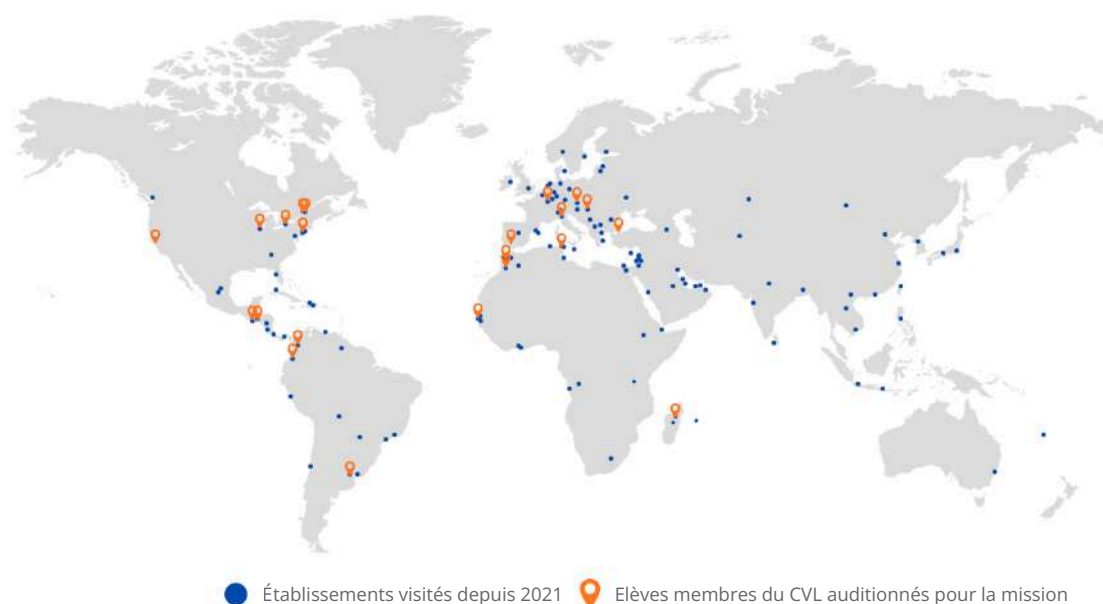 Établissements visités depuis 2021 Elèves membres du CVL auditionnés pour la mission